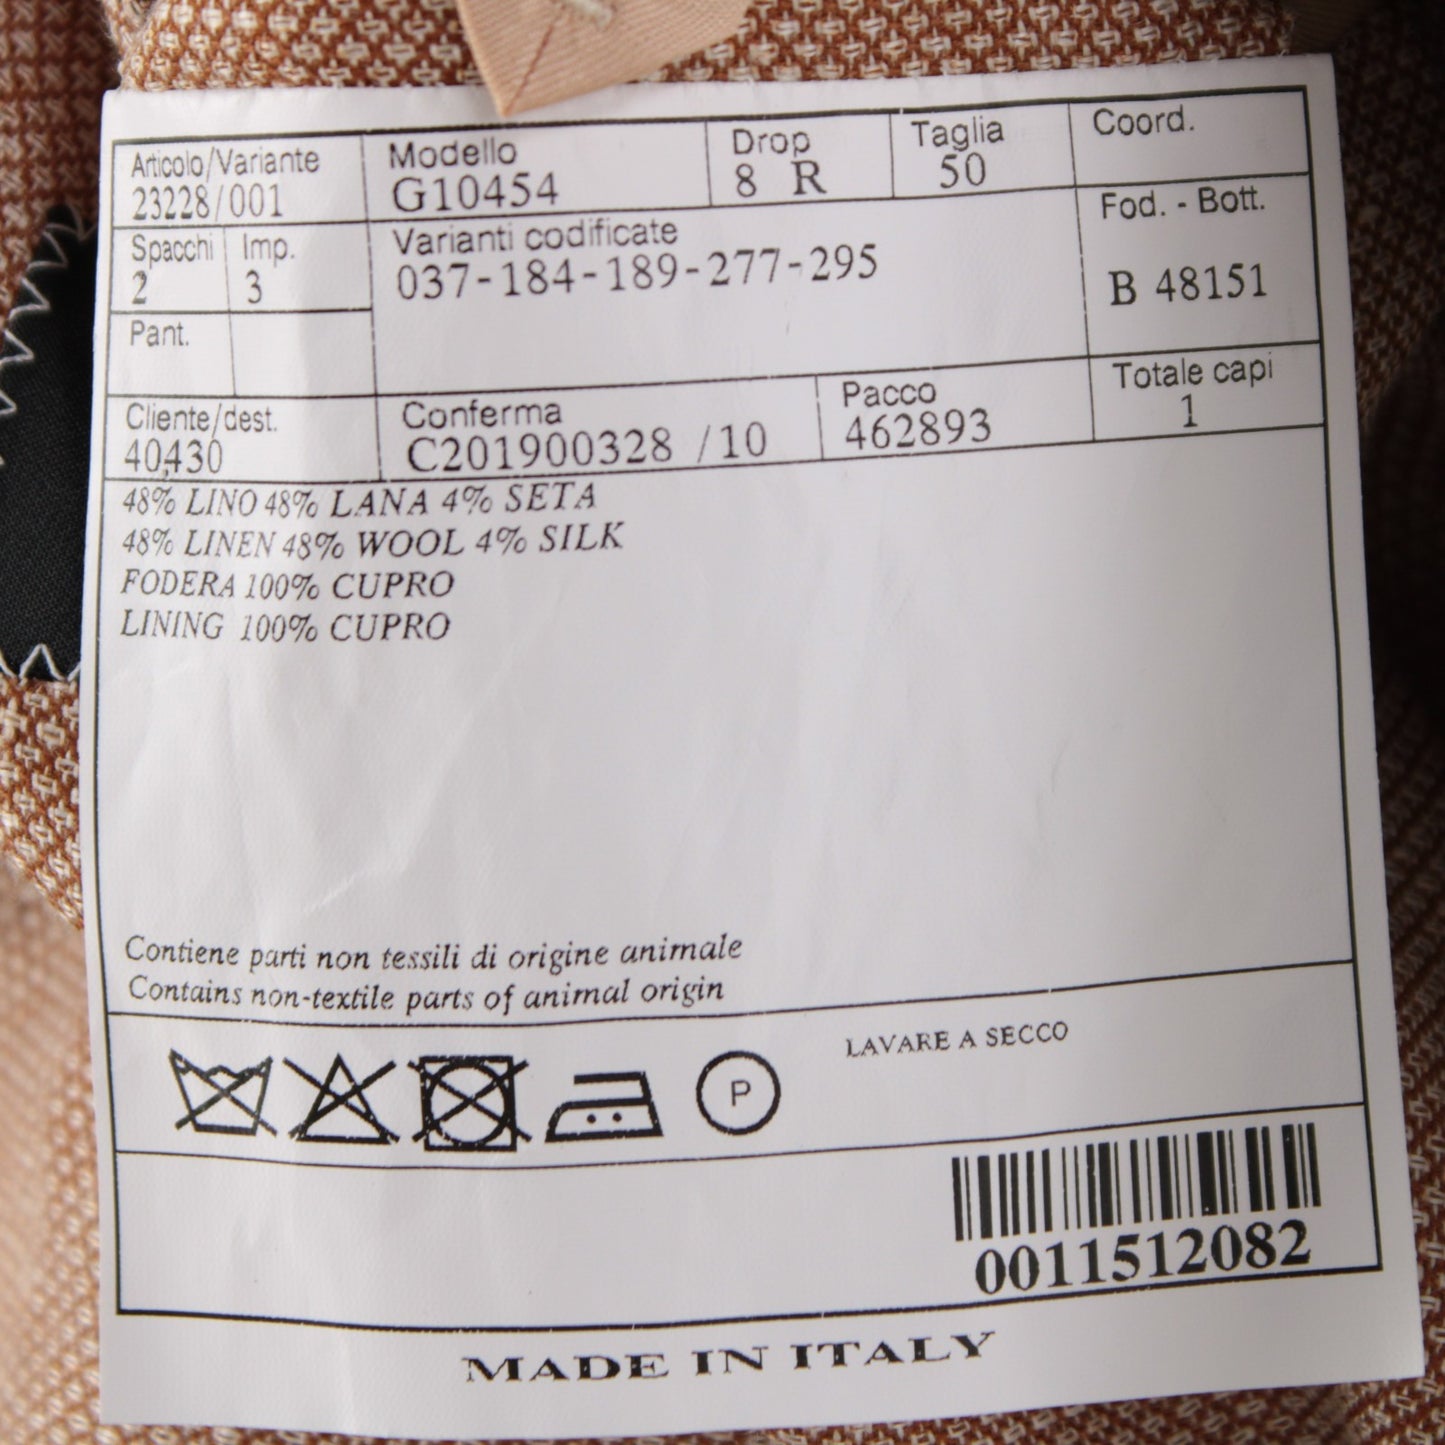 Articolo/Variante Modello Drop Taglia Coord.
23228/001 G10454 8 R 50
Spacchi Imp. Varianti codificate Fod. - Bott.
2 3 037-184-189-277-295 B 48151
Pant.
Cliente/dest. Conferma Pacco Totale capi
40430 C201900328 /10 462893 1
48% LINO 48% LANA 4% SETA
48% LINEN 48% WOOL 4% SILK
FODERA 100% CUPRO
LINING 100% CUPRO
Contiene parti non tessili di origine animale
Contains non-textile parts of animal origin
LAVARE A SECCO
P
0011512082
MADE IN ITALY